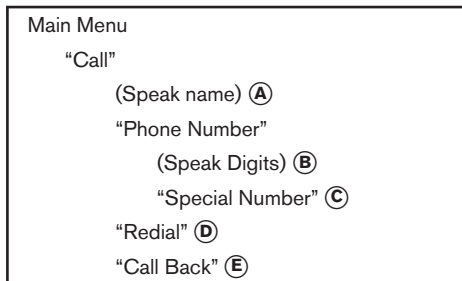 Main Menu
“Call”
(Speak name) Ⓐ
“Phone Number”
(Speak Digits) Ⓑ
“Special Number” Ⓒ
“Redial” Ⓓ
“Call Back” Ⓔ